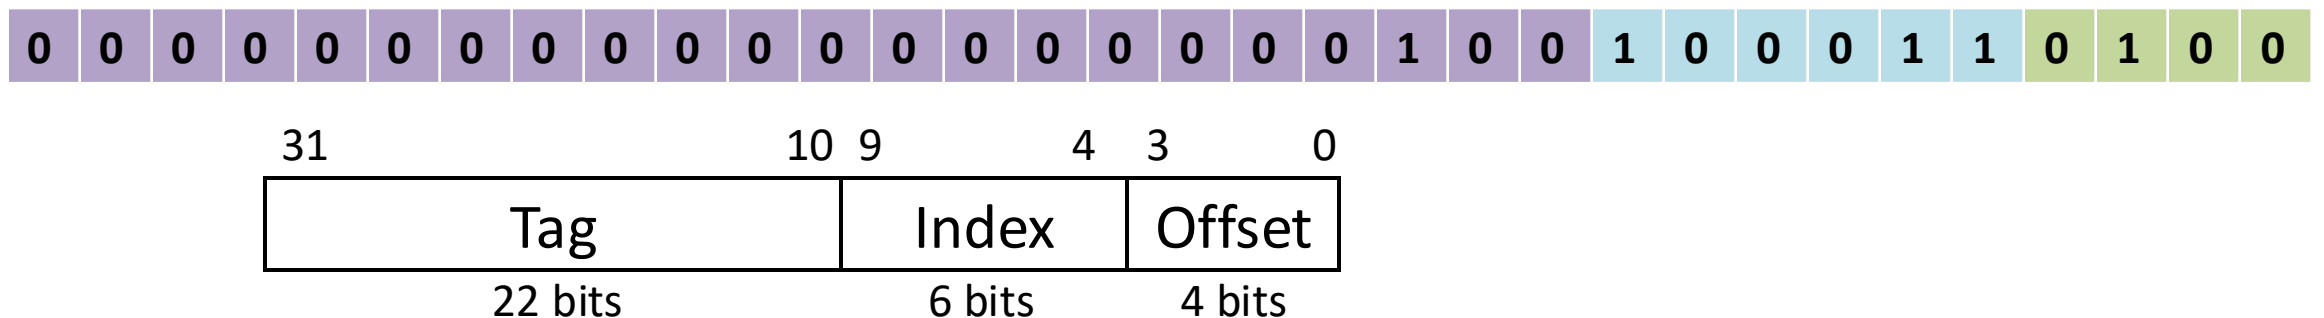 0 0 0 0 0 0 0 0 0 0 0 0 0 0 0 0 0 0 0 1 0 0 1 0 0 0 1 1 0 1 0 0
31 10 9 4 3 0
Tag Index Offset
22 bits 6 bits 4 bits